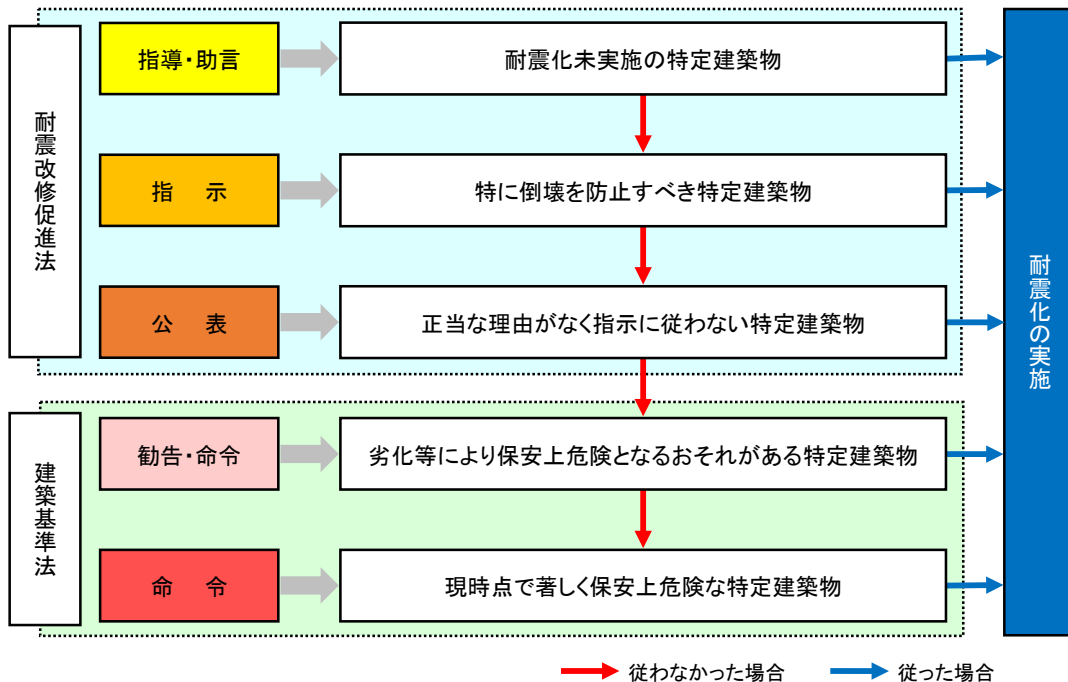 耐震改修促進法
指導・助言
耐震化未実施の特定建築物
指　示
特に倒壊を防止すべき特定建築物
公　表
正当な理由がなく指示に従わない特定建築物
建築基準法
勧告・命令
劣化等により保安上危険となるおそれがある特定建築物
命　令
現時点で著しく保安上危険な特定建築物
耐震化の実施
従わなかった場合
従った場合